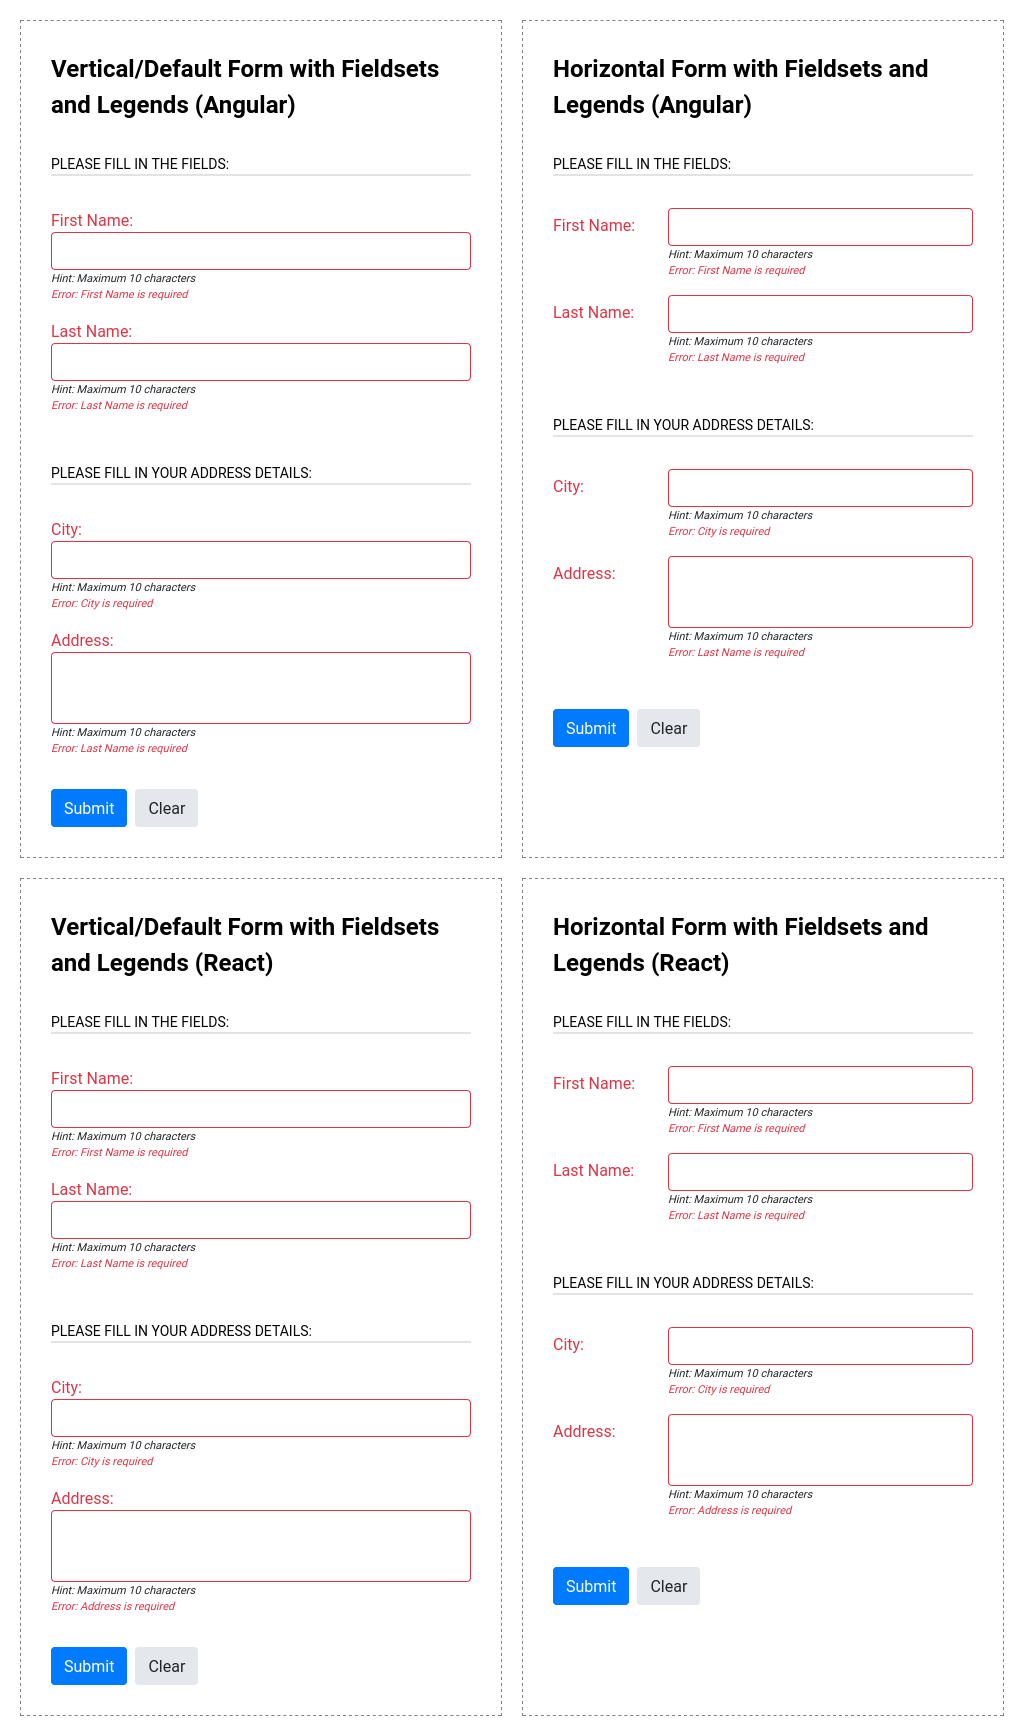 Vertical/Default Form with Fieldsets
and Legends (Angular)
PLEASE FILL IN THE FIELDS:
First Name:
Hint: Maximum 10 characters
Error: First Name is required
Last Name:
Hint: Maximum 10 characters
Error: Last Name is required
PLEASE FILL IN YOUR ADDRESS DETAILS:
City:
Hint: Maximum 10 characters
Error: City is required
Address:
Hint: Maximum 10 characters
Error: Last Name is required
Submit
Clear
Horizontal Form with Fieldsets and
Legends (Angular)
PLEASE FILL IN THE FIELDS:
First Name:
Hint: Maximum 10 characters
Error: First Name is required
Last Name:
Hint: Maximum 10 characters
Error: Last Name is required
PLEASE FILL IN YOUR ADDRESS DETAILS:
City:
Hint: Maximum 10 characters
Error: City is required
Address:
Hint: Maximum 10 characters
Error: Last Name is required
Submit
Clear
Vertical/Default Form with Fieldsets
and Legends (React)
PLEASE FILL IN THE FIELDS:
First Name:
Hint: Maximum 10 characters
Error: First Name is required
Last Name:
Hint: Maximum 10 characters
Error: Last Name is required
PLEASE FILL IN YOUR ADDRESS DETAILS:
City:
Hint: Maximum 10 characters
Error: City is required
Address:
Hint: Maximum 10 characters
Error: Address is required
Submit
Clear
Horizontal Form with Fieldsets and
Legends (React)
PLEASE FILL IN THE FIELDS:
First Name:
Hint: Maximum 10 characters
Error: First Name is required
Last Name:
Hint: Maximum 10 characters
Error: Last Name is required
PLEASE FILL IN YOUR ADDRESS DETAILS:
City:
Hint: Maximum 10 characters
Error: City is required
Address:
Hint: Maximum 10 characters
Error: Address is required
Submit
Clear